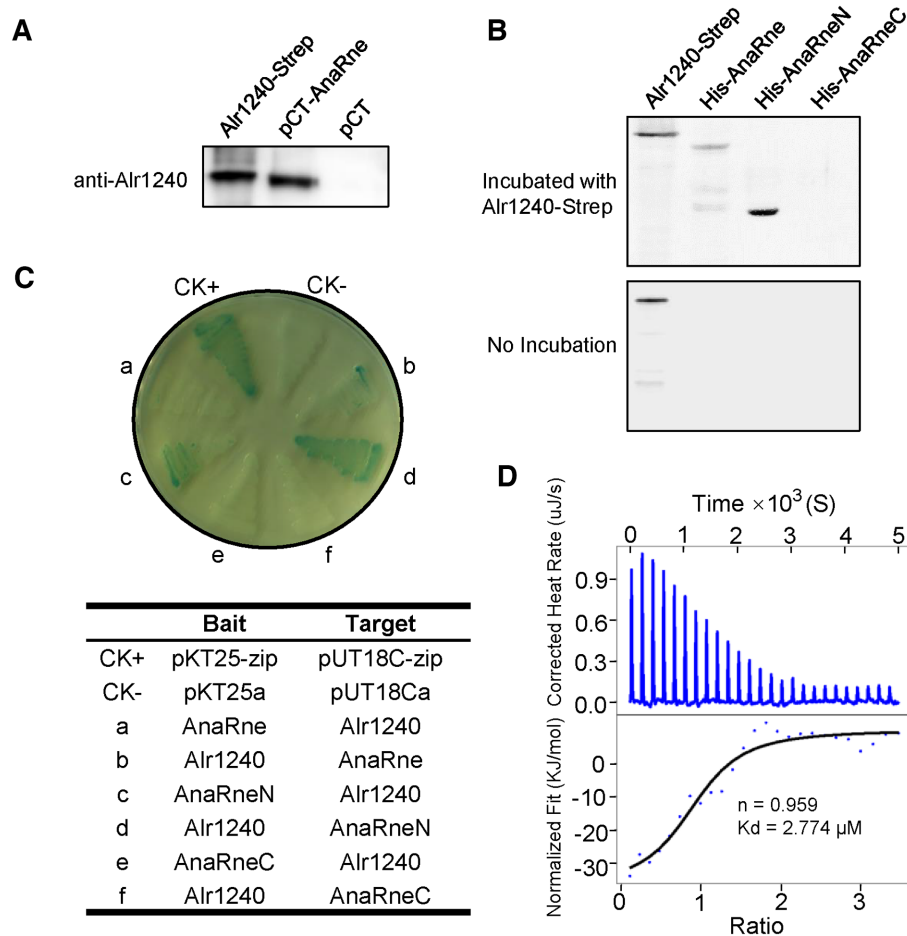 A
Alr1240-Strep
pCT-AnaRne
pCT
anti-Alr1240
B
Alr1240-Strep
His-AnaRne
His-AnaRneN
His-AnaRneC
Incubated with
Alr1240-Strep
No Incubation
C
CK+
CK-
a
b
c
d
e
f
Bait Target
CK+ pKT25-zip pUT18C-zip
CK- pKT25a pUT18Ca
a AnaRne Alr1240
b Alr1240 AnaRne
c AnaRneN Alr1240
d Alr1240 AnaRneN
e AnaRneC Alr1240
f Alr1240 AnaRneC
D
Time ×10³ (S)
0 1 2 3 4 5
Corrected Heat Rate (uJ/s)
0.9
0.6
0.3
0.0
Normalized Fit (KJ/mol)
0
-10
-20
-30
n = 0.959
Kd = 2.774 µM
0 1 2 3
Ratio